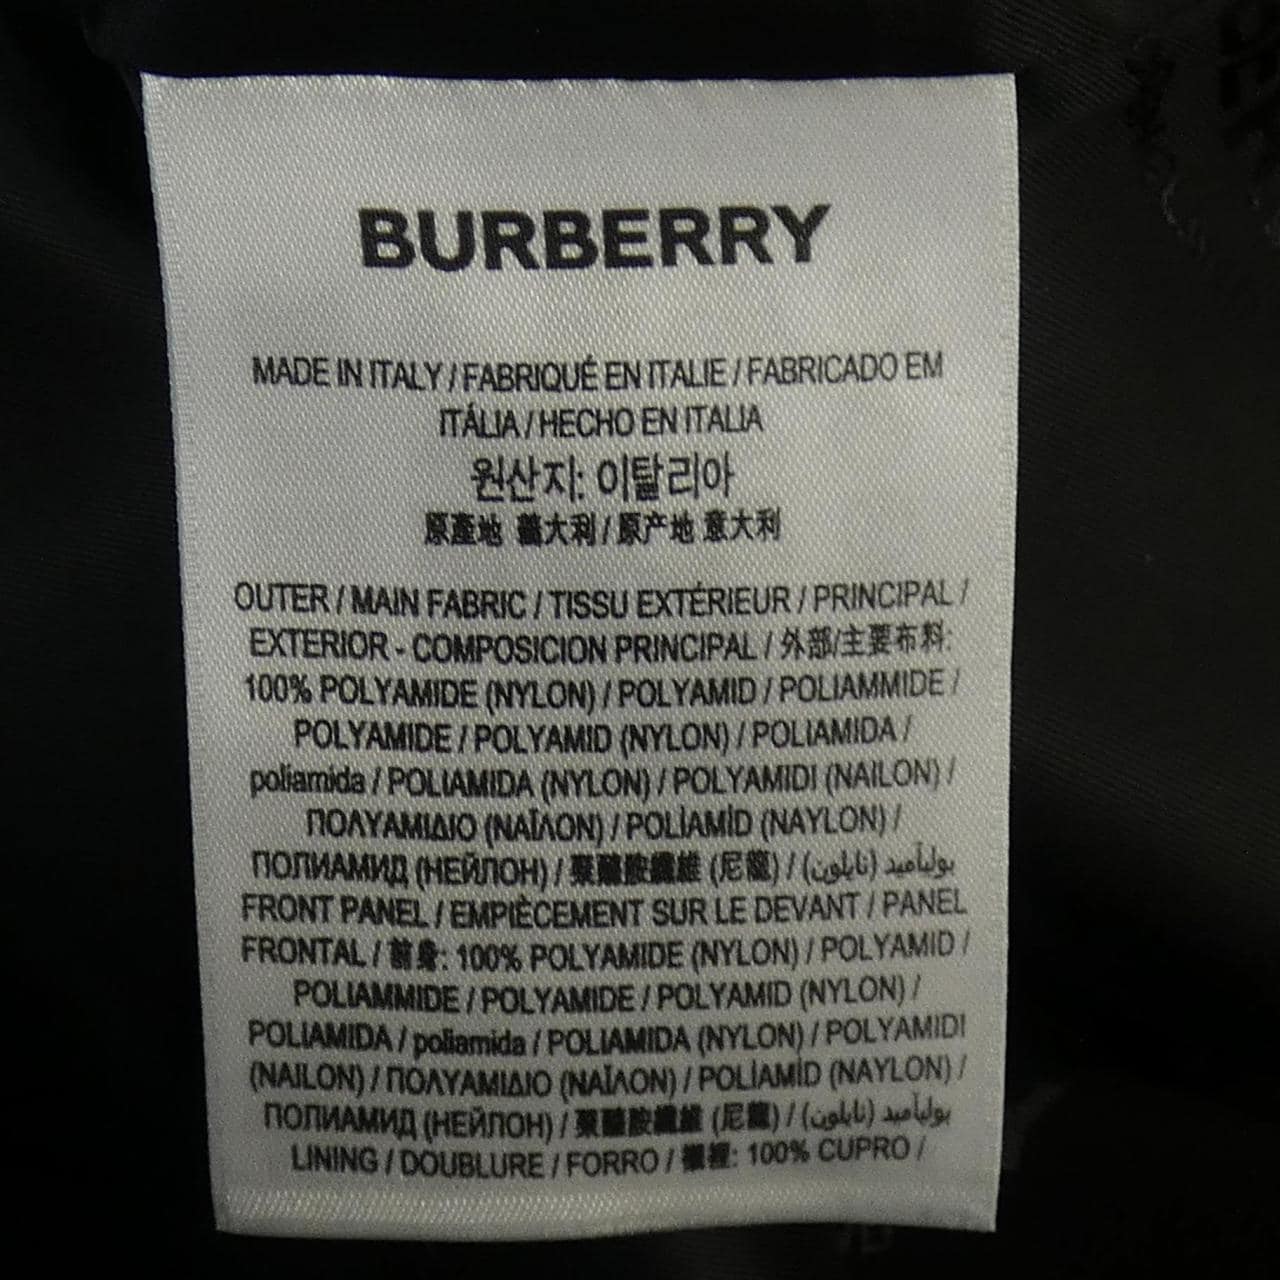 BURBERRY
MADE IN ITALY / FABRIQUÉ EN ITALIE / FABRICADO EM
ITÁLIA / HECHO EN ITALIA
원산지: 이탈리아
原產地 義大利 / 原产地 意大利
OUTER / MAIN FABRIC / TISSU EXTÉRIEUR / PRINCIPAL /
EXTERIOR - COMPOSICION PRINCIPAL / 外部/主要布料:
100% POLYAMIDE (NYLON) / POLYAMID / POLIAMMIDE /
POLYAMIDE / POLYAMID (NYLON) / POLIAMIDA /
poliamida / POLIAMIDA (NYLON) / POLYAMIDI (NAILON) /
ΠΟΛΥΑΜΙΔΙΟ (ΝΑΪΛΟΝ) / POLİAMİD (NAYLON) /
ПОЛИАМИД (НЕЙЛОН) / 聚醯胺纖維 (尼龍) / بولياميد (نايلون)
FRONT PANEL / EMPIÈCEMENT SUR LE DEVANT / PANEL
FRONTAL / 前身: 100% POLYAMIDE (NYLON) / POLYAMID /
POLIAMMIDE / POLYAMIDE / POLYAMID (NYLON) /
POLIAMIDA / poliamida / POLIAMIDA (NYLON) / POLYAMIDI
(NAILON) / ΠΟΛΥΑΜΙΔΙΟ (ΝΑΪΛΟΝ) / POLİAMİD (NAYLON) /
ПОЛИАМИД (НЕЙЛОН) / 聚醯胺纖維 (尼龍) / بولياميد (نايلون)
LINING / DOUBLURE / FORRO / 襯裡: 100% CUPRO /